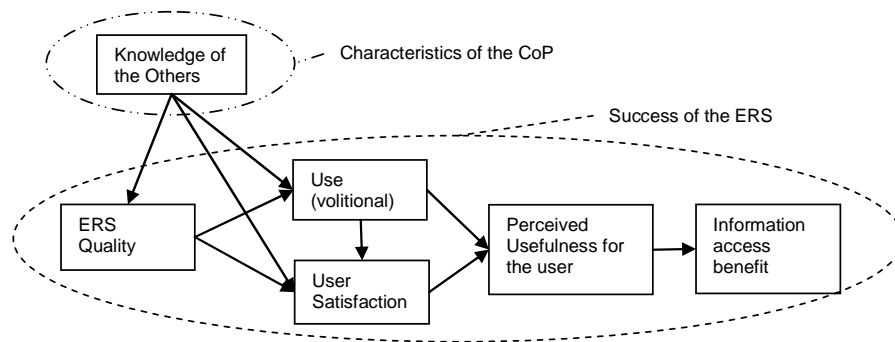 Knowledge of
the Others
Characteristics of the CoP
Success of the ERS
Use
(volitional)
ERS
Quality
Perceived
Usefulness for
the user
Information
access
benefit
User
Satisfaction